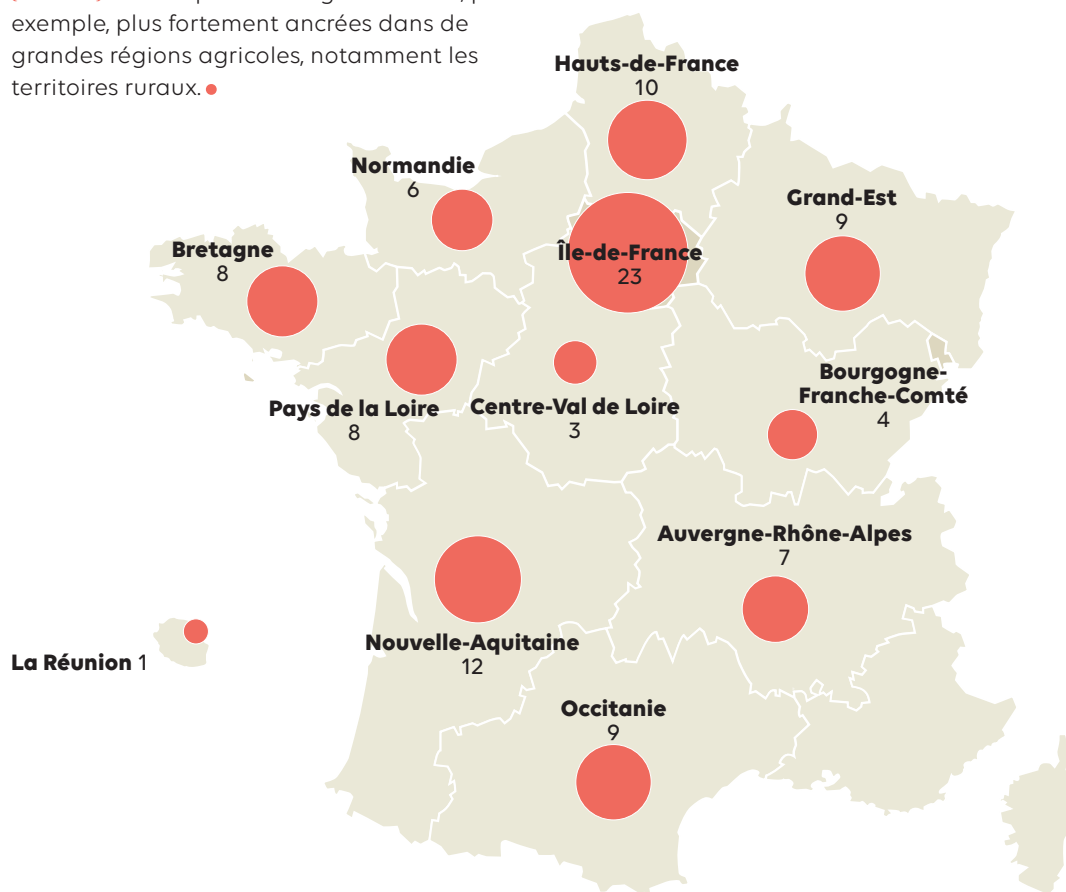 exemple, plus fortement ancrées dans de
grandes régions agricoles, notamment les
territoires ruraux.
Hauts-de-France
10
Normandie
6
Grand-Est
9
Bretagne
8
Île-de-France
23
Pays de la Loire
8
Centre-Val de Loire
3
Bourgogne-
Franche-Comté
4
Auvergne-Rhône-Alpes
7
La Réunion 1
Nouvelle-Aquitaine
12
Occitanie
9